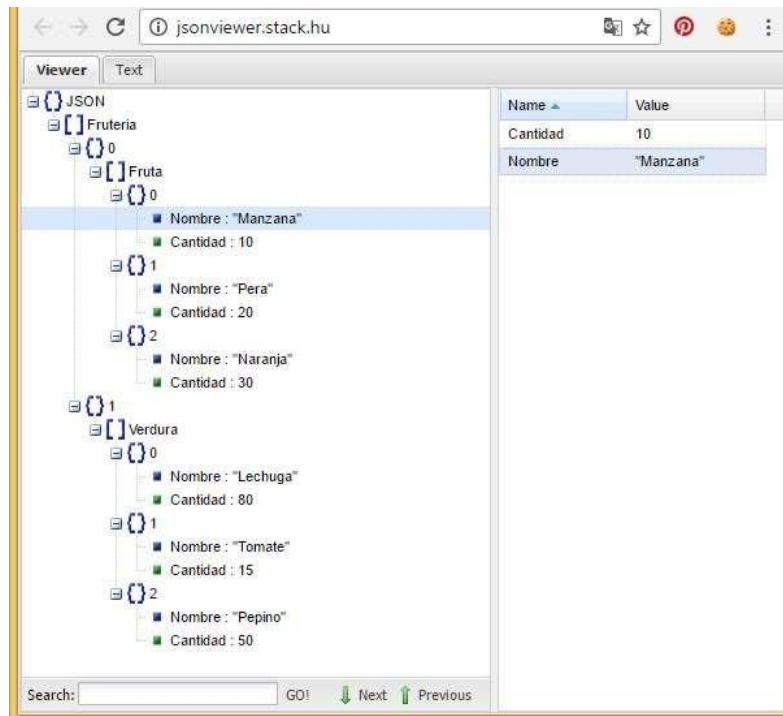 jsonviewer.stack.hu
Viewer Text
JSON
Fruteria
0
Fruta
0
Nombre : "Manzana"
Cantidad : 10
1
Nombre : "Pera"
Cantidad : 20
2
Nombre : "Naranja"
Cantidad : 30
1
Verdura
0
Nombre : "Lechuga"
Cantidad : 80
1
Nombre : "Tomate"
Cantidad : 15
2
Nombre : "Pepino"
Cantidad : 50
Name Value
Cantidad 10
Nombre "Manzana"
Search: GO! Next Previous